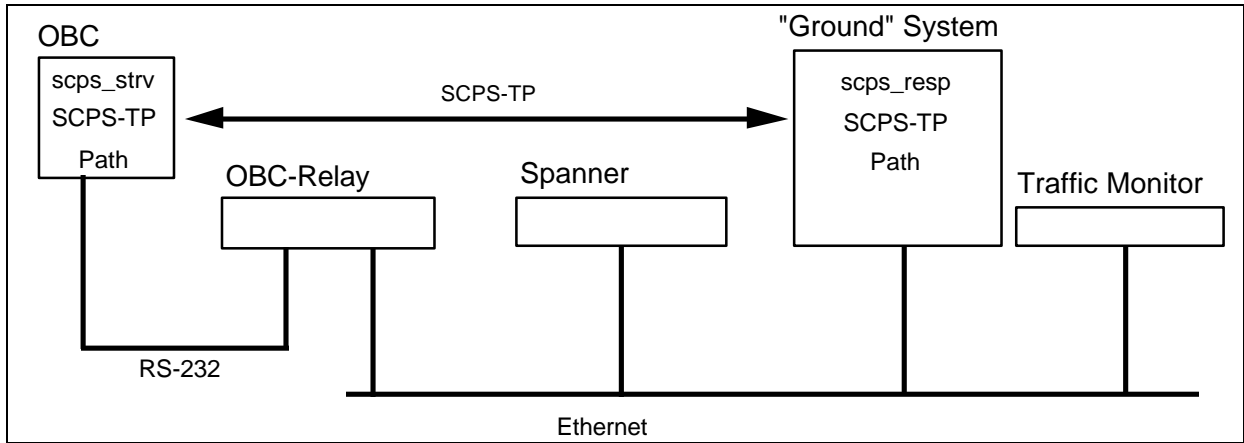 OBC
scps_strv
SCPS-TP
Path
SCPS-TP
"Ground" System
scps_resp
SCPS-TP
Path
OBC-Relay
Spanner
Traffic Monitor
RS-232
Ethernet